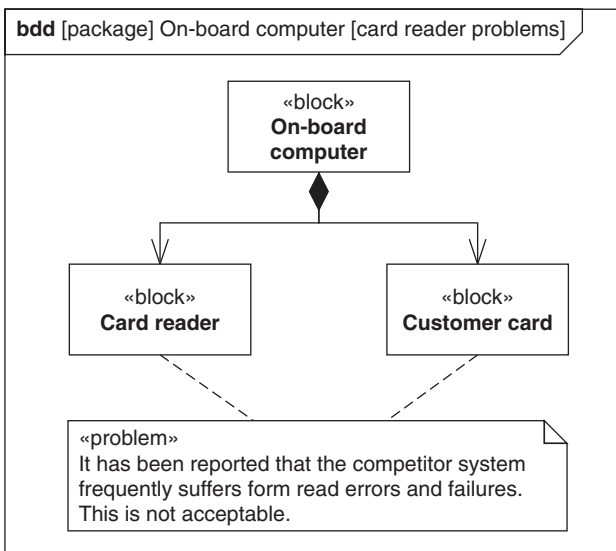 bdd [package] On-board computer [card reader problems]
«block»
On-board
computer
«block»
Card reader
«block»
Customer card
«problem»
It has been reported that the competitor system
frequently suffers form read errors and failures.
This is not acceptable.